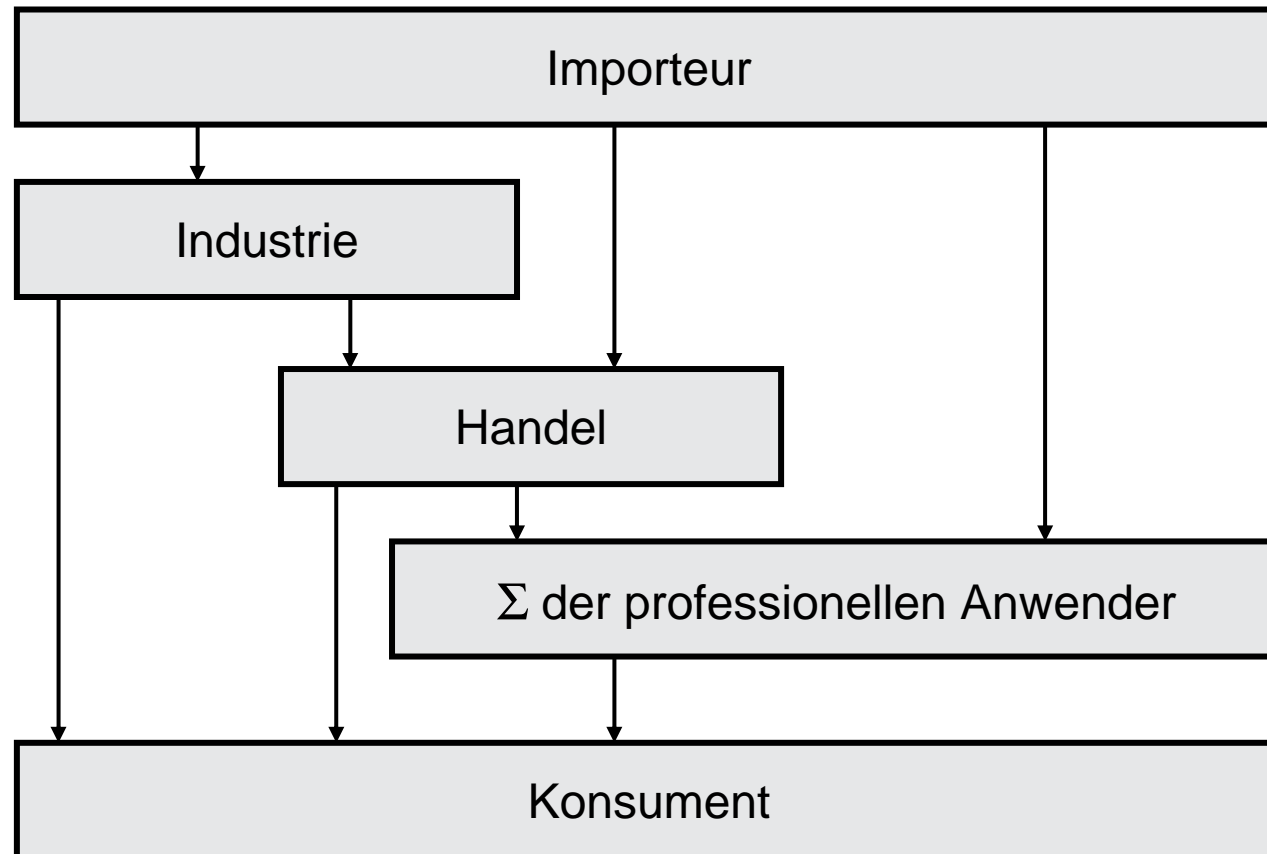 Importeur
Industrie
Handel
Σ der professionellen Anwender
Konsument